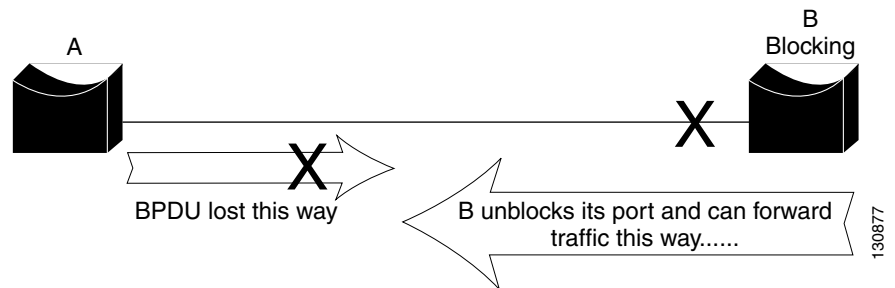 A
B
Blocking
X
X
BPDU lost this way
B unblocks its port and can forward
traffic this way......
130877